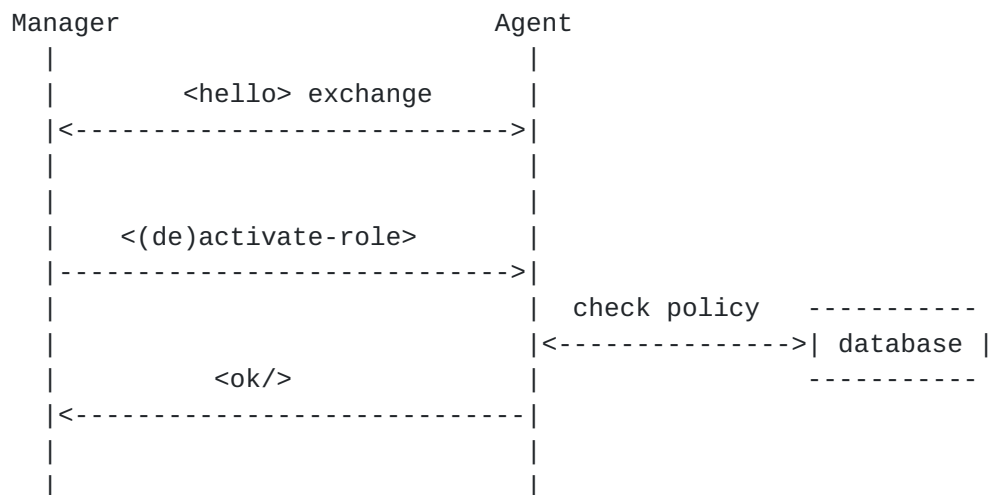 Manager                        Agent
  |                              |
  |        <hello> exchange      |
  |<---------------------------->|
  |                              |
  |                              |
  |    <(de)activate-role>       |
  |----------------------------->|
  |                              |  check policy   -----------
  |                              |<--------------->| database |
  |          <ok/>               |                 -----------
  |<-----------------------------|
  |                              |
  |                              |